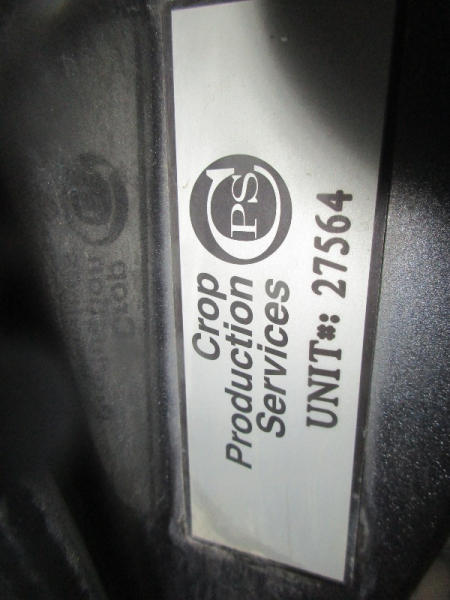 CPS
Crop
Production
Services
UNIT#: 27564